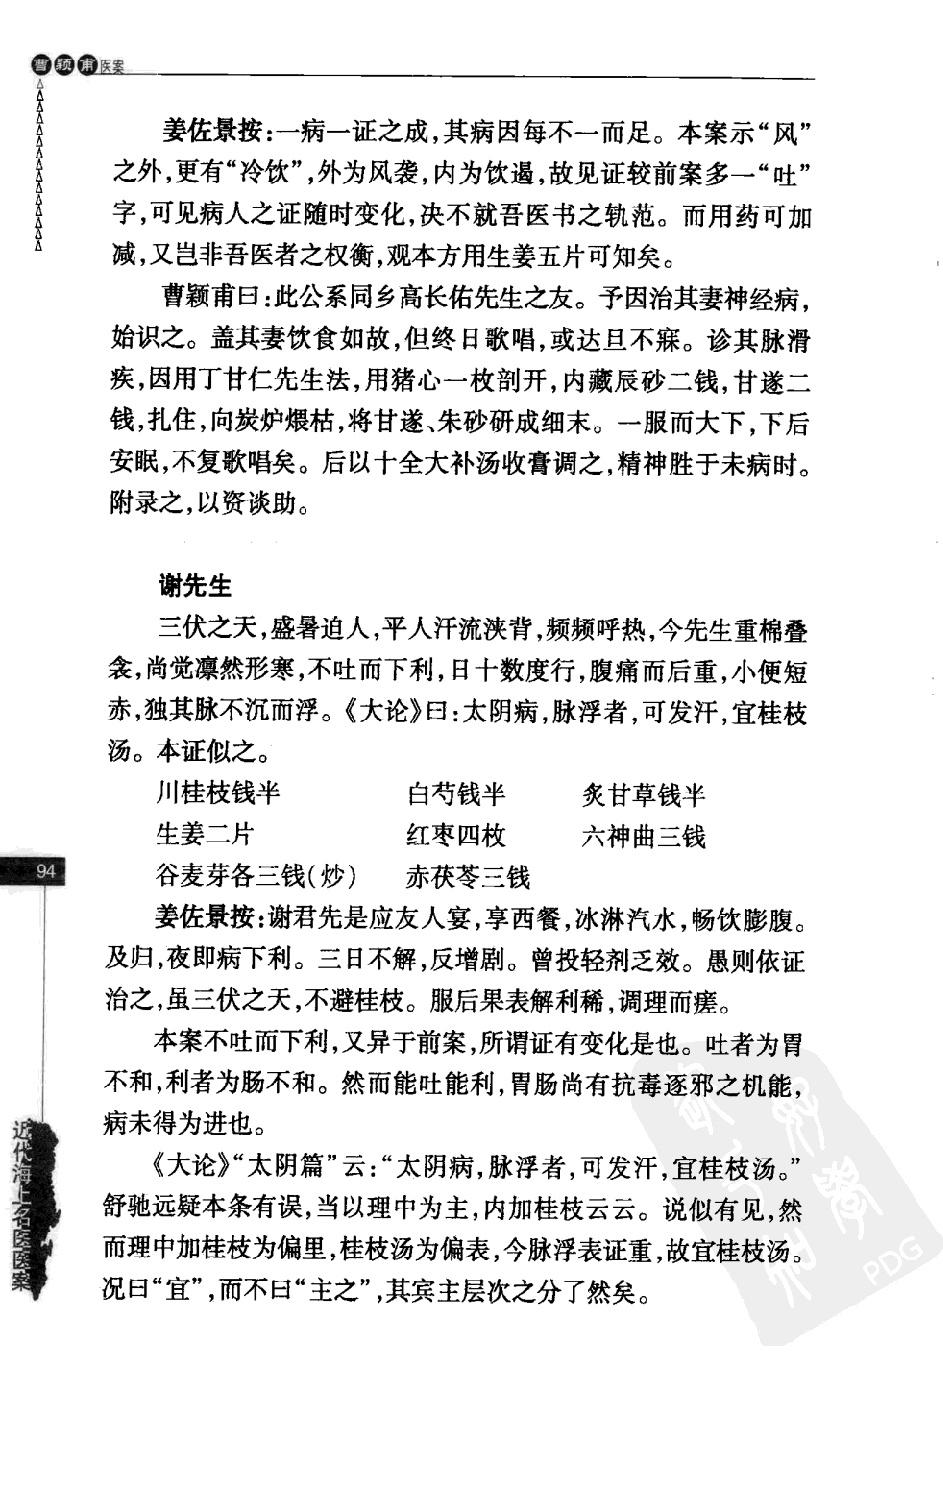 曹颖甫医案
姜佐景按:一病一证之成,其病因每不一而足。本案示“风”
之外,更有“冷饮”,外为风袭,内为饮遏,故见证较前案多一“吐”
字,可见病人之证随时变化,决不就吾医书之轨范。而用药可加
减,又岂非吾医者之权衡,观本方用生姜五片可知矣。
曹颖甫曰:此公系同乡高长佑先生之友。予因治其妻神经病,
始识之。盖其妻饮食如故,但终日歌唱,或达旦不寐。诊其脉滑
疾,因用丁甘仁先生法,用猪心一枚剖开,内藏辰砂二钱,甘遂二
钱,扎住,向炭炉煨枯,将甘遂、朱砂研成细末。一服而大下,下后
安眠,不复歌唱矣。后以十全大补汤收膏调之,精神胜于未病时。
附录之,以资谈助。
谢先生
三伏之天,盛暑迫人,平人汗流浃背,频频呼热,今先生重棉叠
衾,尚觉凛然形寒,不吐而下利,日十数度行,腹痛而后重,小便短
赤,独其脉不沉而浮。《大论》曰:太阴病,脉浮者,可发汗,宜桂枝
汤。本证似之。
川桂枝钱半 白芍钱半 炙甘草钱半
生姜二片 红枣四枚 六神曲三钱
谷麦芽各三钱(炒) 赤茯苓三钱
94
姜佐景按:谢君先是应友人宴,享西餐,冰淋汽水,畅饮膨腹。
及归,夜即病下利。三日不解,反增剧。曾投轻剂乏效。愚则依证
治之,虽三伏之天,不避桂枝。服后果表解利稀,调理而瘥。
本案不吐而下利,又异于前案,所谓证有变化是也。吐者为胃
不和,利者为肠不和。然而能吐能利,胃肠尚有抗毒逐邪之机能,
病未得为进也。
《大论》“太阴篇”云:“太阴病,脉浮者,可发汗,宜桂枝汤。”
舒驰远疑本条有误,当以理中为主,内加桂枝云云。说似有见,然
而理中加桂枝为偏里,桂枝汤为偏表,今脉浮表证重,故宜桂枝汤。
况曰“宜”,而不曰“主之”,其宾主层次之分了然矣。
近代海上名医医案
PDG